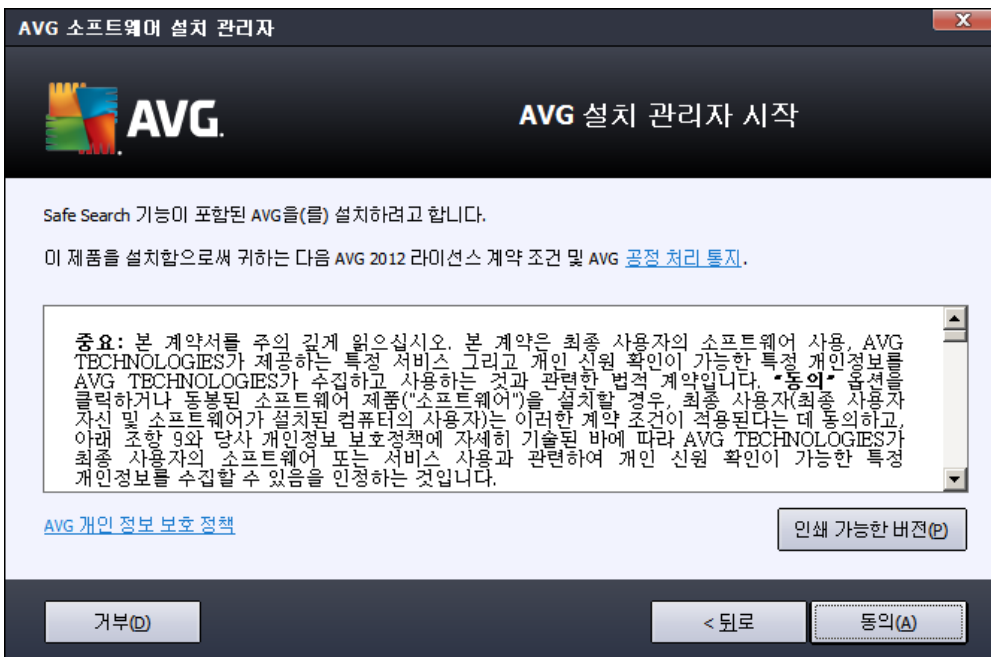 AVG 소프트웨어 설치 관리자
X
AVG.
AVG 설치 관리자 시작
Safe Search 기능이 포함된 AVG을(를) 설치하려고 합니다.
이 제품을 설치함으로써 귀하는 다음 AVG 2012 라이선스 계약 조건 및 AVG 공정 처리 통지.
중요: 본 계약서를 주의 깊게 읽으십시오. 본 계약은 최종 사용자의 소프트웨어 사용, AVG
TECHNOLOGIES가 제공하는 특정 서비스 그리고 개인 신원 확인이 가능한 특정 개인정보를
AVG TECHNOLOGIES가 수집하고 사용하는 것과 관련한 법적 계약입니다. "동의" 옵션을
클릭하거나 동봉된 소프트웨어 제품("소프트웨어")을 설치할 경우, 최종 사용자(최종 사용자
자신 및 소프트웨어가 설치된 컴퓨터의 사용자)는 이러한 계약 조건이 적용된다는 데 동의하고,
아래 조항 9와 당사 개인정보 보호정책에 자세히 기술된 바에 따라 AVG TECHNOLOGIES가
최종 사용자의 소프트웨어 또는 서비스 사용과 관련하여 개인 신원 확인이 가능한 특정
개인정보를 수집할 수 있음을 인정하는 것입니다.
AVG 개인 정보 보호 정책
인쇄 가능한 버전(P)
거부(D)
< 뒤로
동의(A)